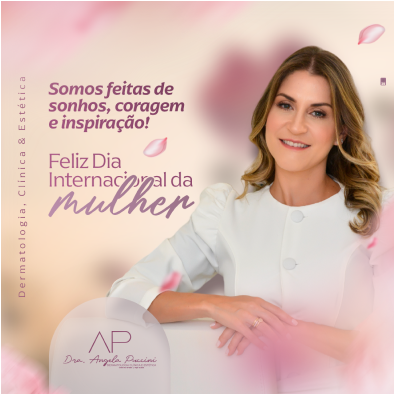 Somos feitas de
sonhos, coragem
e inspiração!
Feliz Dia
Internacional da
mulher
Dermatologia, Clínica & Estética
AP
Dra. Angela Puccini